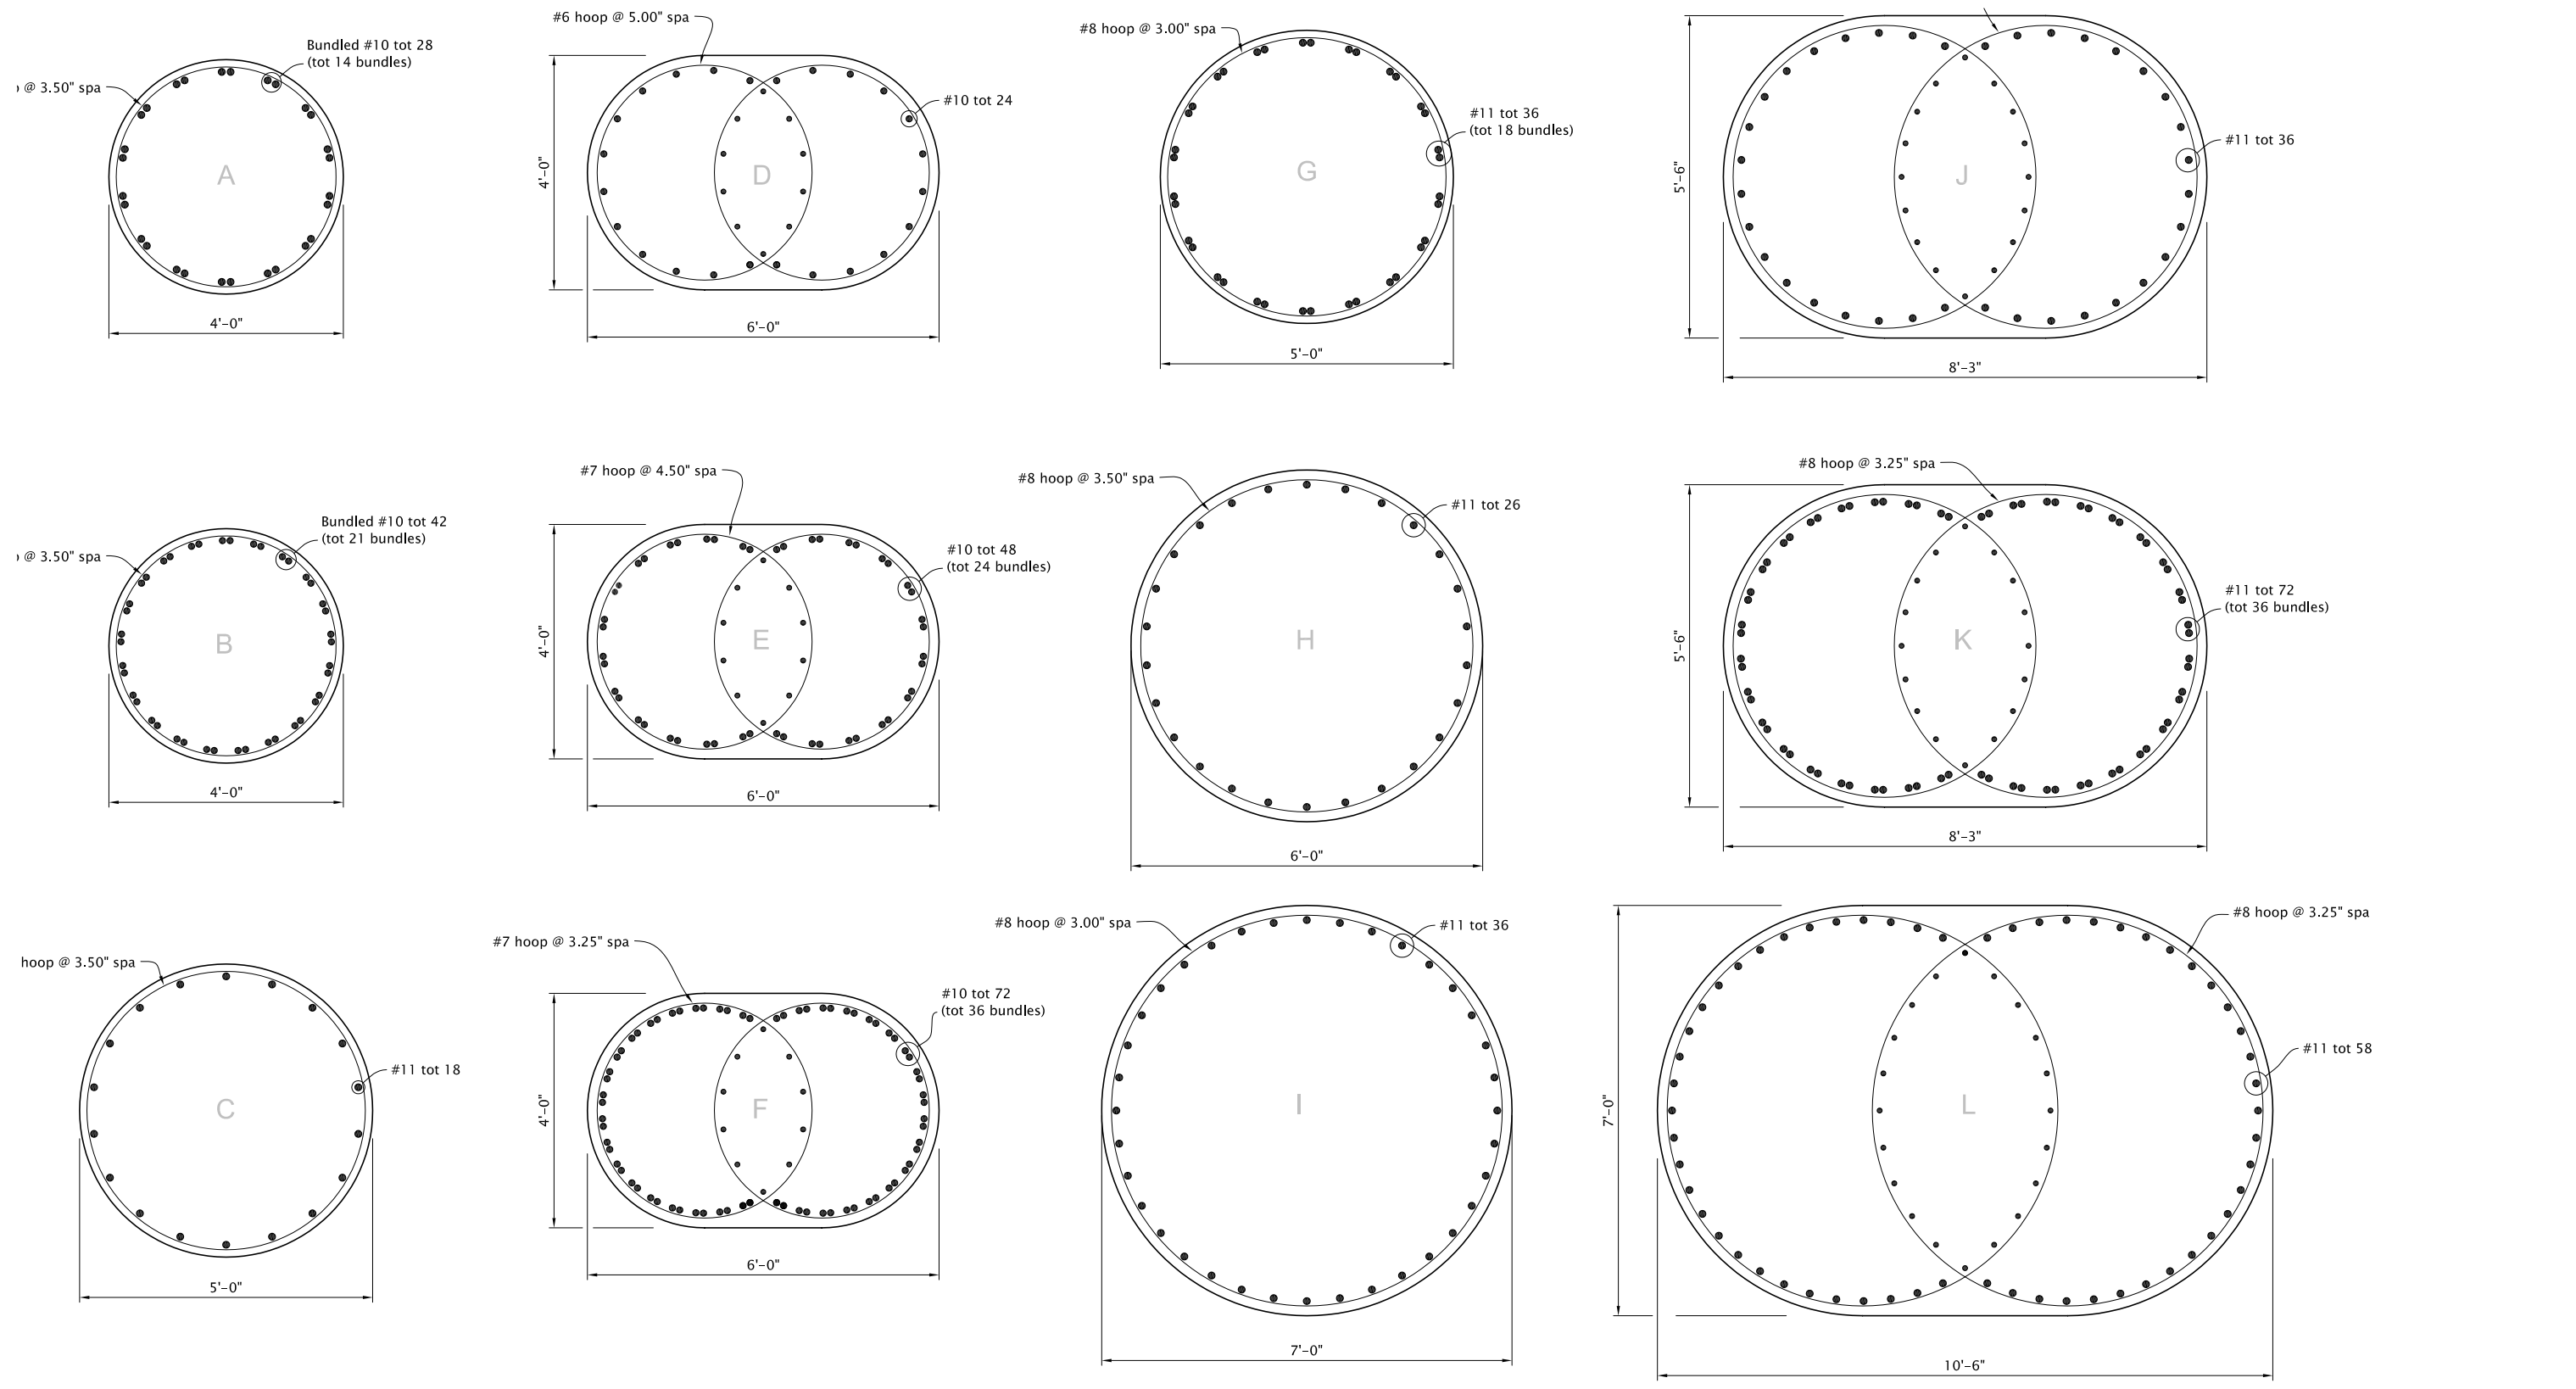 Bundled #10 tot 28
(tot 14 bundles)
@ 3.50" spa
A
4'-0"
#6 hoop @ 5.00" spa
#10 tot 24
4'-0"
D
6'-0"
#8 hoop @ 3.00" spa
#11 tot 36
(tot 18 bundles)
G
5'-0"
5'-6"
J
#11 tot 36
8'-3"
Bundled #10 tot 42
(tot 21 bundles)
@ 3.50" spa
B
4'-0"
#7 hoop @ 4.50" spa
#10 tot 48
(tot 24 bundles)
4'-0"
E
6'-0"
#8 hoop @ 3.50" spa
#11 tot 26
H
6'-0"
#8 hoop @ 3.25" spa
5'-6"
K
#11 tot 72
(tot 36 bundles)
8'-3"
hoop @ 3.50" spa
C
#11 tot 18
5'-0"
#7 hoop @ 3.25" spa
#10 tot 72
(tot 36 bundles)
4'-0"
F
6'-0"
#8 hoop @ 3.00" spa
#11 tot 36
I
7'-0"
#8 hoop @ 3.25" spa
#11 tot 58
7'-0"
L
10'-6"